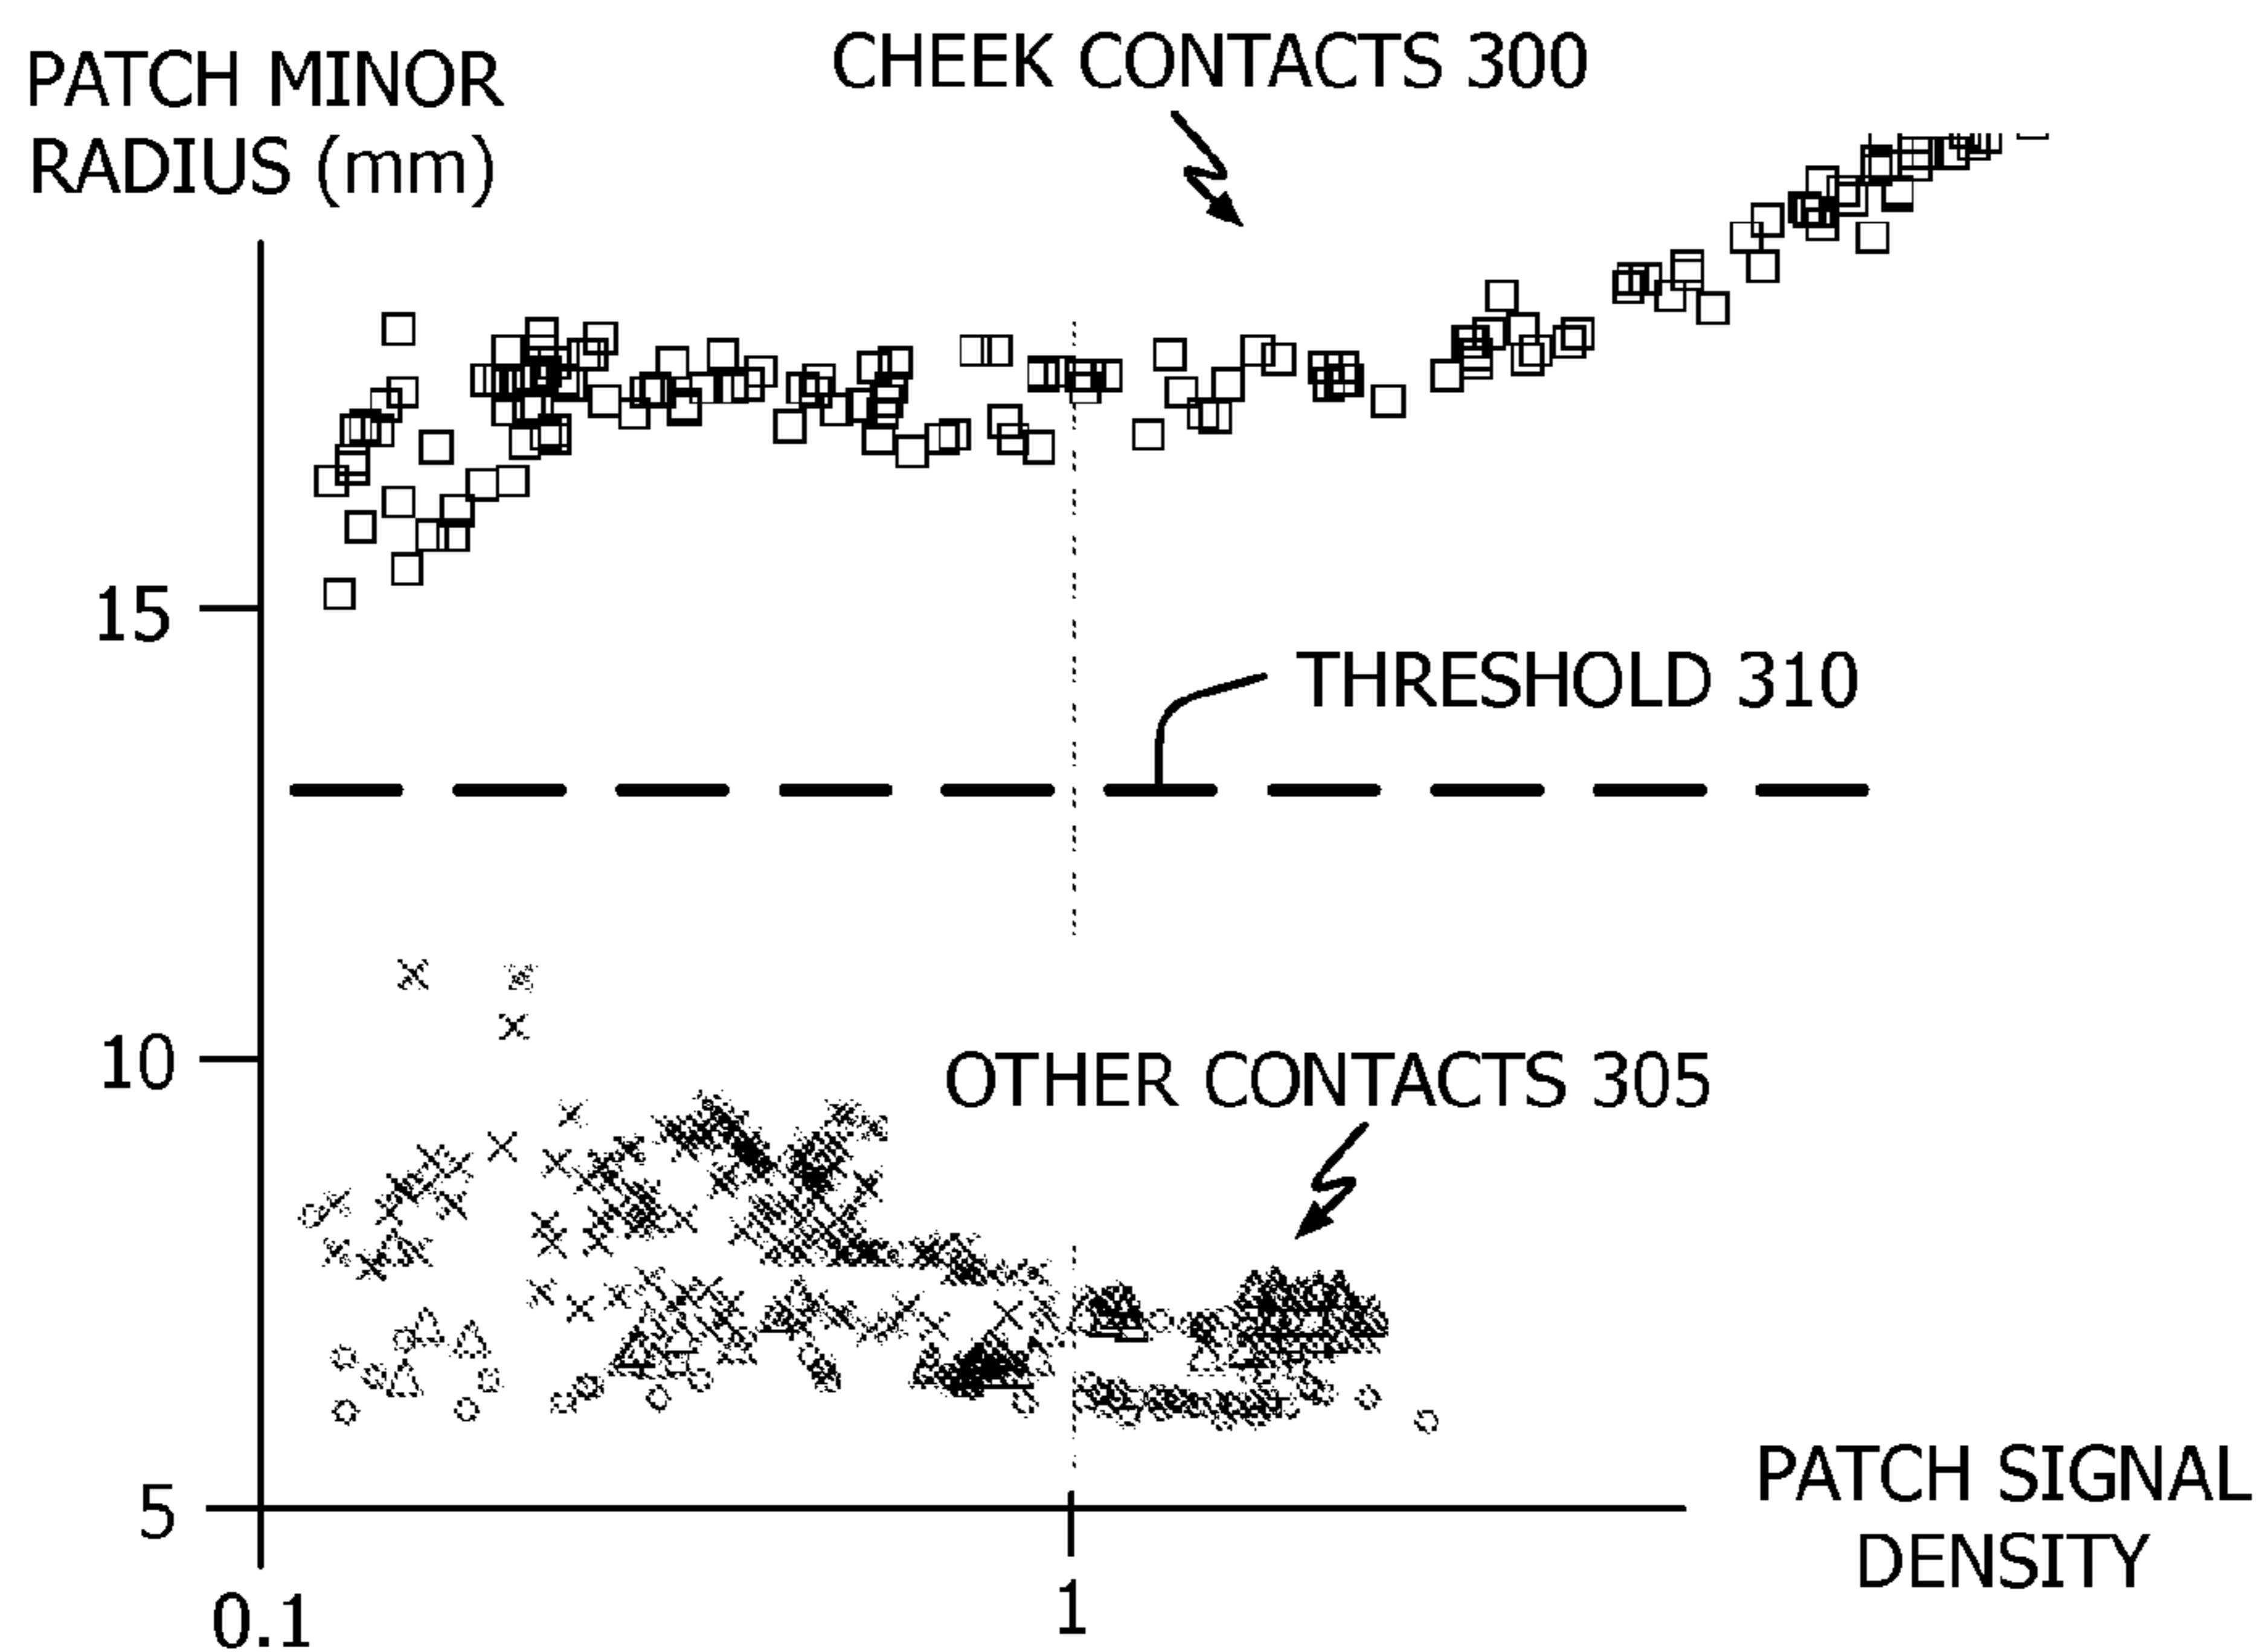 PATCH MINOR
RADIUS (mm)
CHEEK CONTACTS 300
15
THRESHOLD 310
10
OTHER CONTACTS 305
5
PATCH SIGNAL
DENSITY
0.1
1